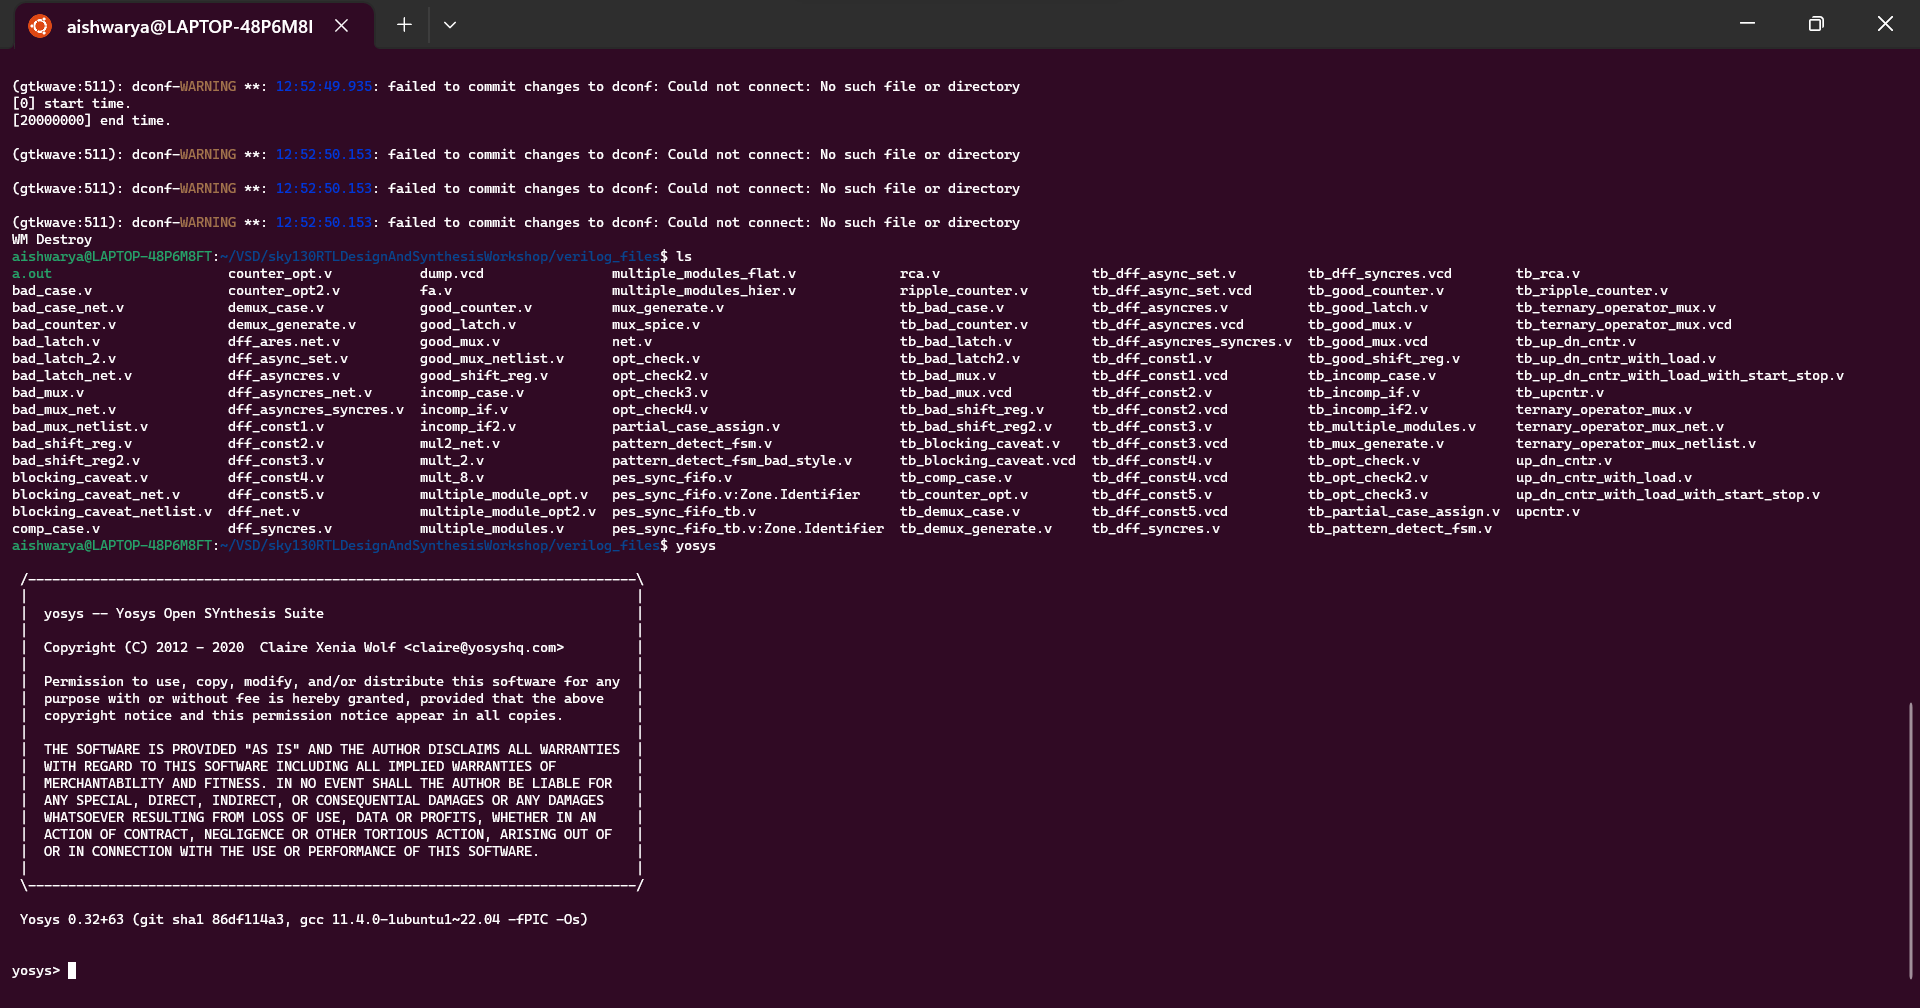 aishwarya@LAPTOP-48P6M8I
(gtkwave:511): dconf-WARNING **: 12:52:49.935: failed to commit changes to dconf: Could not connect: No such file or directory
[0] start time.
[20000000] end time.
(gtkwave:511): dconf-WARNING **: 12:52:50.153: failed to commit changes to dconf: Could not connect: No such file or directory
(gtkwave:511): dconf-WARNING **: 12:52:50.153: failed to commit changes to dconf: Could not connect: No such file or directory
(gtkwave:511): dconf-WARNING **: 12:52:50.153: failed to commit changes to dconf: Could not connect: No such file or directory
WM Destroy
aishwarya@LAPTOP-48P6M8FT:~/VSD/sky130RTLDesignAndSynthesisWorkshop/verilog_files$ ls
a.out counter_opt.v dump.vcd multiple_modules_flat.v rca.v tb_dff_async_set.v tb_dff_syncres.vcd tb_rca.v
bad_case.v counter_opt2.v fa.v multiple_modules_hier.v ripple_counter.v tb_dff_async_set.vcd tb_good_counter.v tb_ripple_counter.v
bad_case_net.v demux_case.v good_counter.v mux_generate.v tb_bad_case.v tb_dff_asyncres.v tb_good_latch.v tb_ternary_operator_mux.v
bad_counter.v demux_generate.v good_latch.v mux_spice.v tb_bad_counter.v tb_dff_asyncres.vcd tb_good_mux.v tb_ternary_operator_mux.vcd
bad_latch.v dff_ares.net.v good_mux.v net.v tb_bad_latch.v tb_dff_asyncres_syncres.v tb_good_mux.vcd tb_up_dn_cntr.v
bad_latch_2.v dff_async_set.v good_mux_netlist.v opt_check.v tb_bad_latch2.v tb_dff_const1.v tb_good_shift_reg.v tb_up_dn_cntr_with_load.v
bad_latch_net.v dff_asyncres.v good_shift_reg.v opt_check2.v tb_bad_mux.v tb_dff_const1.vcd tb_incomp_case.v tb_up_dn_cntr_with_load_with_start_stop.v
bad_mux.v dff_asyncres_net.v incomp_case.v opt_check3.v tb_bad_mux.vcd tb_dff_const2.v tb_incomp_if.v tb_upcntr.v
bad_mux_net.v dff_asyncres_syncres.v incomp_if.v opt_check4.v tb_bad_shift_reg.v tb_dff_const2.vcd tb_incomp_if2.v ternary_operator_mux.v
bad_mux_netlist.v dff_const1.v incomp_if2.v partial_case_assign.v tb_bad_shift_reg2.v tb_dff_const3.v tb_multiple_modules.v ternary_operator_mux_net.v
bad_shift_reg.v dff_const2.v mul2_net.v pattern_detect_fsm.v tb_blocking_caveat.v tb_dff_const3.vcd tb_mux_generate.v ternary_operator_mux_netlist.v
bad_shift_reg2.v dff_const3.v mult_2.v pattern_detect_fsm_bad_style.v tb_blocking_caveat.vcd tb_dff_const4.v tb_opt_check.v up_dn_cntr.v
blocking_caveat.v dff_const4.v mult_8.v pes_sync_fifo.v tb_comp_case.v tb_dff_const4.vcd tb_opt_check2.v up_dn_cntr_with_load.v
blocking_caveat_net.v dff_const5.v multiple_module_opt.v pes_sync_fifo.v:Zone.Identifier tb_counter_opt.v tb_dff_const5.v tb_opt_check3.v up_dn_cntr_with_load_with_start_stop.v
blocking_caveat_netlist.v dff_net.v multiple_module_opt2.v pes_sync_fifo_tb.v tb_demux_case.v tb_dff_const5.vcd tb_partial_case_assign.v upcntr.v
comp_case.v dff_syncres.v multiple_modules.v pes_sync_fifo_tb.v:Zone.Identifier tb_demux_generate.v tb_dff_syncres.v tb_pattern_detect_fsm.v
aishwarya@LAPTOP-48P6M8FT:~/VSD/sky130RTLDesignAndSynthesisWorkshop/verilog_files$ yosys
/----------------------------------------------------------------------------\
|                                                                            |
|  yosys -- Yosys Open SYnthesis Suite                                       |
|                                                                            |
|  Copyright (C) 2012 - 2020  Claire Xenia Wolf <claire@yosyshq.com>         |
|                                                                            |
|  Permission to use, copy, modify, and/or distribute this software for any  |
|  purpose with or without fee is hereby granted, provided that the above    |
|  copyright notice and this permission notice appear in all copies.         |
|                                                                            |
|  THE SOFTWARE IS PROVIDED "AS IS" AND THE AUTHOR DISCLAIMS ALL WARRANTIES  |
|  WITH REGARD TO THIS SOFTWARE INCLUDING ALL IMPLIED WARRANTIES OF          |
|  MERCHANTABILITY AND FITNESS. IN NO EVENT SHALL THE AUTHOR BE LIABLE FOR   |
|  ANY SPECIAL, DIRECT, INDIRECT, OR CONSEQUENTIAL DAMAGES OR ANY DAMAGES    |
|  WHATSOEVER RESULTING FROM LOSS OF USE, DATA OR PROFITS, WHETHER IN AN     |
|  ACTION OF CONTRACT, NEGLIGENCE OR OTHER TORTIOUS ACTION, ARISING OUT OF   |
|  OR IN CONNECTION WITH THE USE OR PERFORMANCE OF THIS SOFTWARE.            |
|                                                                            |
\----------------------------------------------------------------------------/
Yosys 0.32+63 (git sha1 86df114a3, gcc 11.4.0-1ubuntu1~22.04 -fPIC -Os)
yosys>